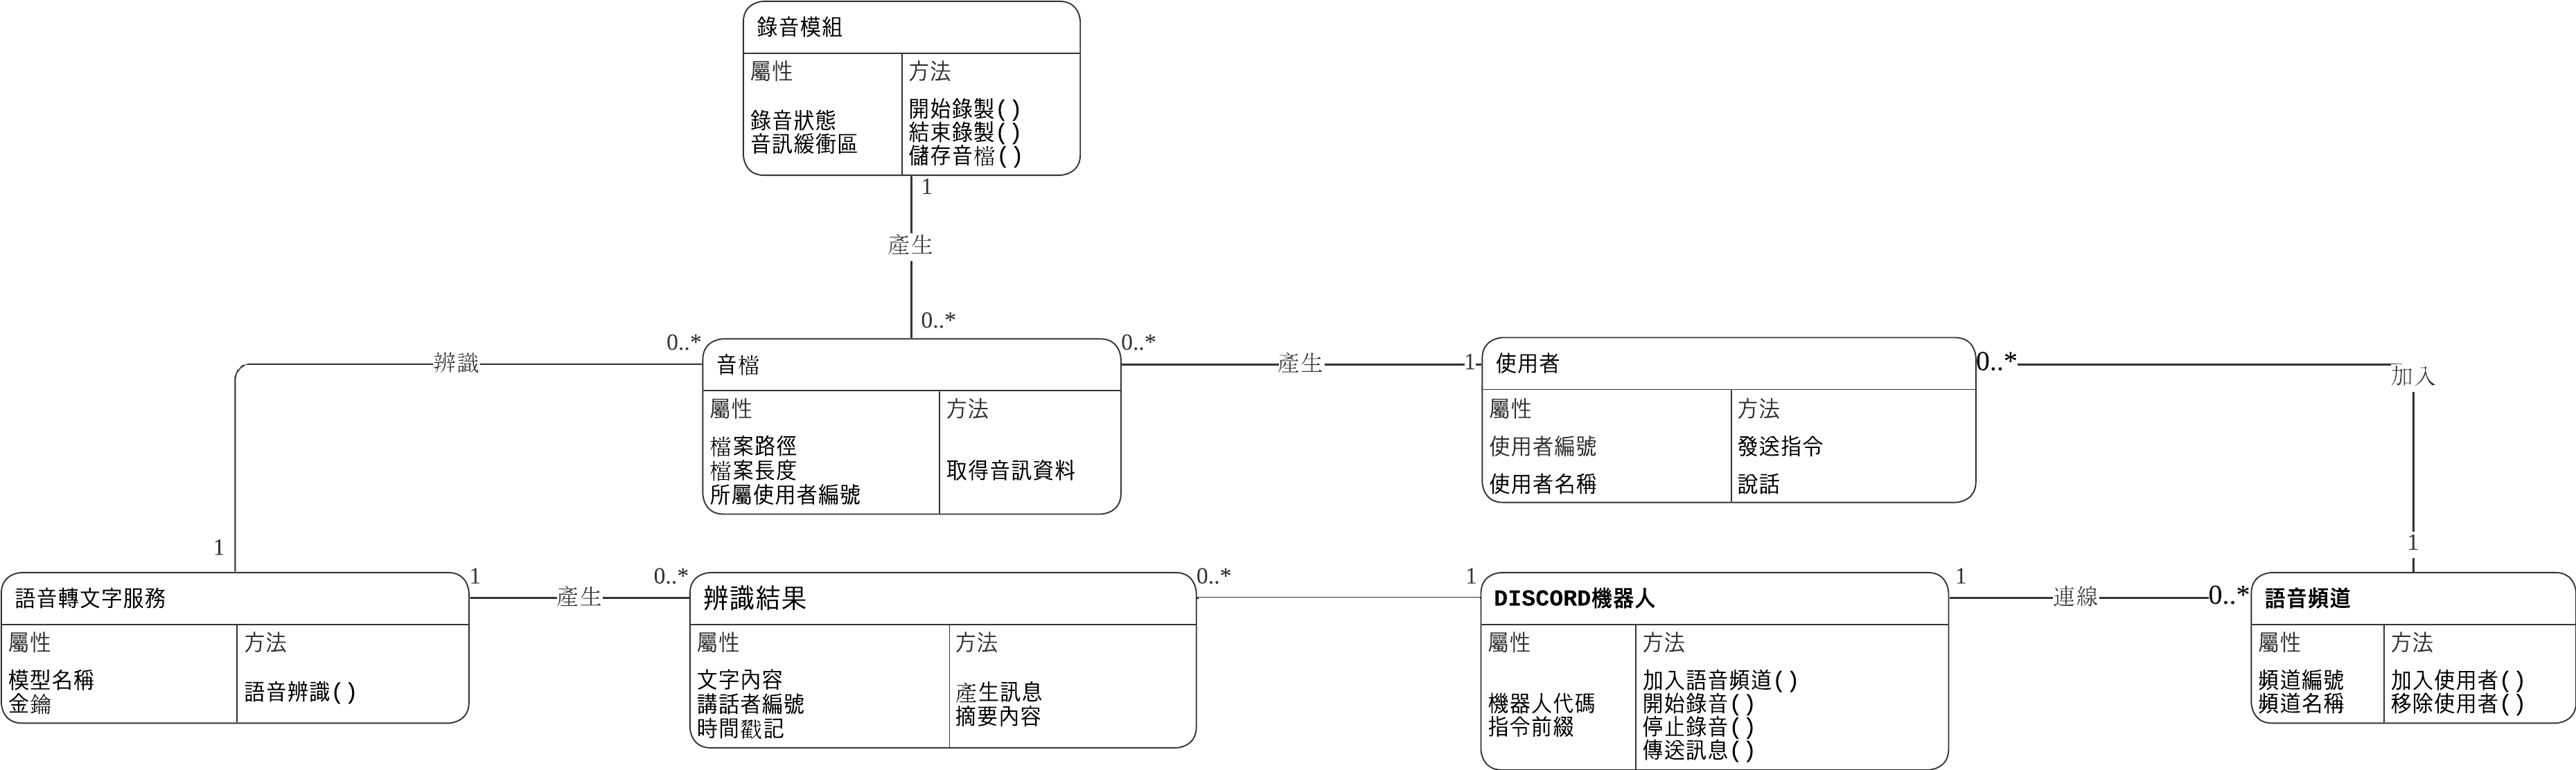 錄音模組
屬性
方法
錄音狀態
音訊緩衝區
開始錄製()
結束錄製()
儲存音檔()
1
產生
0..*
0..*
辨識
1
音檔
屬性
方法
檔案路徑
檔案長度
所屬使用者編號
取得音訊資料
0..*
產生
1
使用者
屬性
方法
使用者編號
使用者名稱
發送指令
說話
0..*
加入
1
語音轉文字服務
屬性
方法
模型名稱
金鑰
語音辨識()
1
產生
0..*
辨識結果
屬性
方法
文字內容
講話者編號
時間戳記
產生訊息
摘要內容
0..*
1
DISCORD機器人
屬性
方法
機器人代碼
指令前綴
加入語音頻道()
開始錄音()
停止錄音()
傳送訊息()
1
連線
0..*
語音頻道
屬性
方法
頻道編號
頻道名稱
加入使用者()
移除使用者()